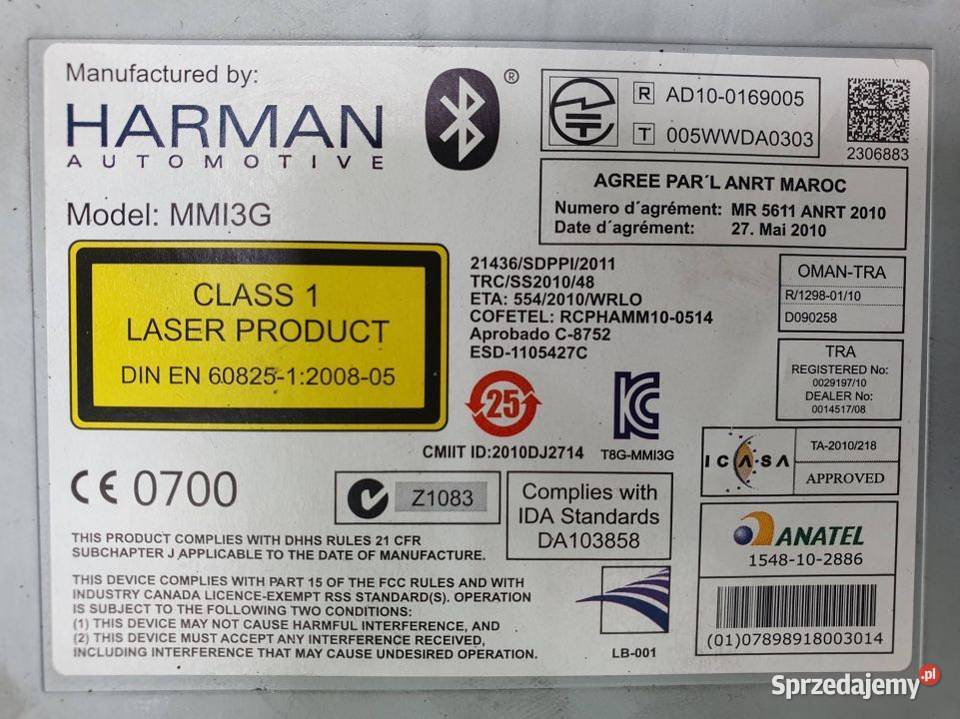 Manufactured by:
HARMAN
AUTOMOTIVE
®
R AD10-0169005
T 005WWDA0303
2306883
Model: MMI3G
AGREE PAR´L ANRT MAROC
Numero d´agrément: MR 5611 ANRT 2010
Date d´agrément: 27. Mai 2010
CLASS 1
LASER PRODUCT
DIN EN 60825-1:2008-05
21436/SDPPI/2011
TRC/SS2010/48
ETA: 554/2010/WRLO
COFETEL: RCPHAMM10-0514
Aprobado C-8752
ESD-1105427C
OMAN-TRA
R/1298-01/10
D090258
TRA
REGISTERED No:
0029197/10
DEALER No:
0014517/08
25
CMIIT ID:2010DJ2714
T8G-MMI3G
ICASA
TA-2010/218
APPROVED
CE 0700
Z1083
Complies with
IDA Standards
DA103858
ANATEL
1548-10-2886
(01)07898918003014
THIS PRODUCT COMPLIES WITH DHHS RULES 21 CFR
SUBCHAPTER J APPLICABLE TO THE DATE OF MANUFACTURE.
THIS DEVICE COMPLIES WITH PART 15 OF THE FCC RULES AND WITH
INDUSTRY CANADA LICENCE-EXEMPT RSS STANDARD(S). OPERATION
IS SUBJECT TO THE FOLLOWING TWO CONDITIONS:
(1) THIS DEVICE MAY NOT CAUSE HARMFUL INTERFERENCE, AND
(2) THIS DEVICE MUST ACCEPT ANY INTERFERENCE RECEIVED,
INCLUDING INTERFERENCE THAT MAY CAUSE UNDESIRED OPERATION.
LB-001
Sprzedajemy.pl